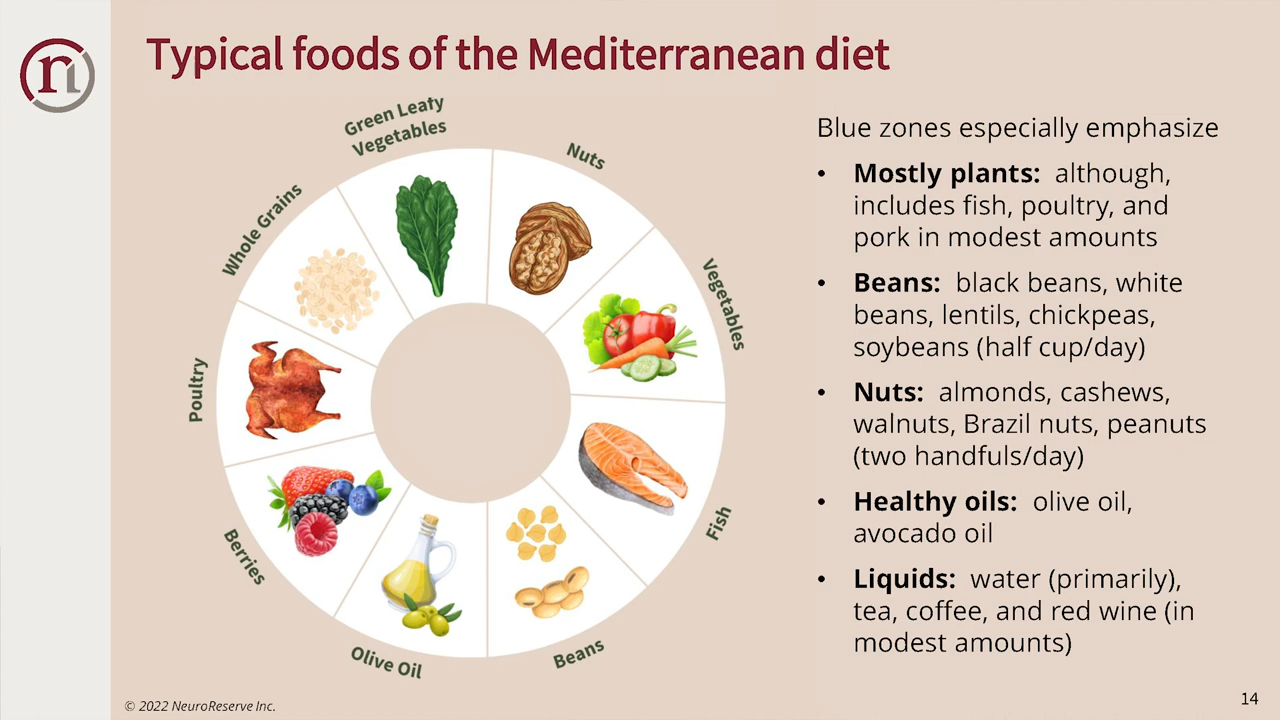 Typical foods of the Mediterranean diet
Green Leafy
Vegetables
Nuts
Vegetables
Fish
Beans
Olive Oil
Berries
Poultry
Whole Grains
Blue zones especially emphasize
• Mostly plants: although,
includes fish, poultry, and
pork in modest amounts
• Beans: black beans, white
beans, lentils, chickpeas,
soybeans (half cup/day)
• Nuts: almonds, cashews,
walnuts, Brazil nuts, peanuts
(two handfuls/day)
• Healthy oils: olive oil,
avocado oil
• Liquids: water (primarily),
tea, coffee, and red wine (in
modest amounts)
© 2022 NeuroReserve Inc.
14